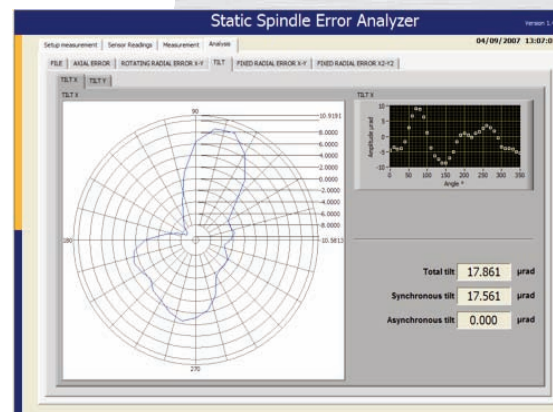 Static Spindle Error Analyzer
04/09/2007 13:07:0
Setup measurement Sensor Readings Measurement Analysis
FILE AXIAL ERROR ROTATING RADIAL ERROR X-Y TILT FIXED RADIAL ERROR X-Y FIXED RADIAL ERROR X2-Y2
TILT X TILT Y
TILT X
90
10.9191
8.0000
6.0000
4.0000
2.0000
0.0000
-2.0000
-4.0000
-6.0000
-8.0000
-10.5813
180
270
TILT X
Amplitude µrad
10
5
0
-5
-10
0 50 100 150 200 250 300 350
Angle °
Total tilt 17.861 µrad
Synchronous tilt 17.561 µrad
Asynchronous tilt 0.000 µrad